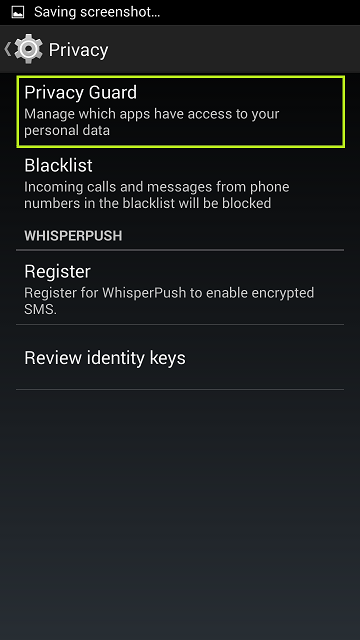 Saving screenshot…
Privacy
Privacy Guard
Manage which apps have access to your
personal data
Blacklist
Incoming calls and messages from phone
numbers in the blacklist will be blocked
WHISPERPUSH
Register
Register for WhisperPush to enable encrypted
SMS.
Review identity keys